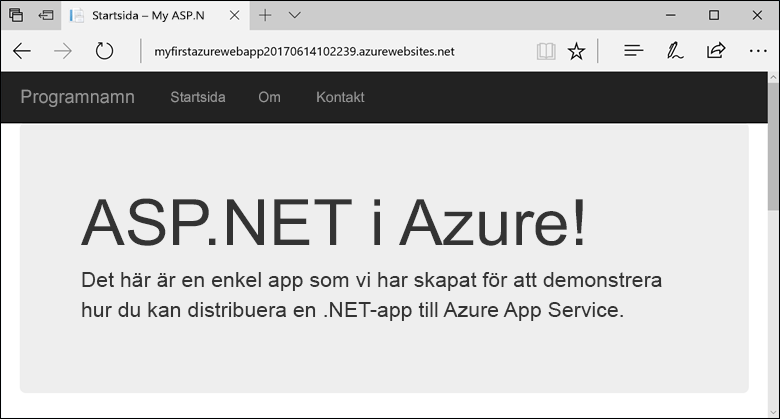 Startsida – My ASP.N
myfirstazurewebapp20170614102239.azurewebsites.net
Programnamn Startsida Om Kontakt
ASP.NET i Azure!
Det här är en enkel app som vi har skapat för att demonstrera
hur du kan distribuera en .NET-app till Azure App Service.